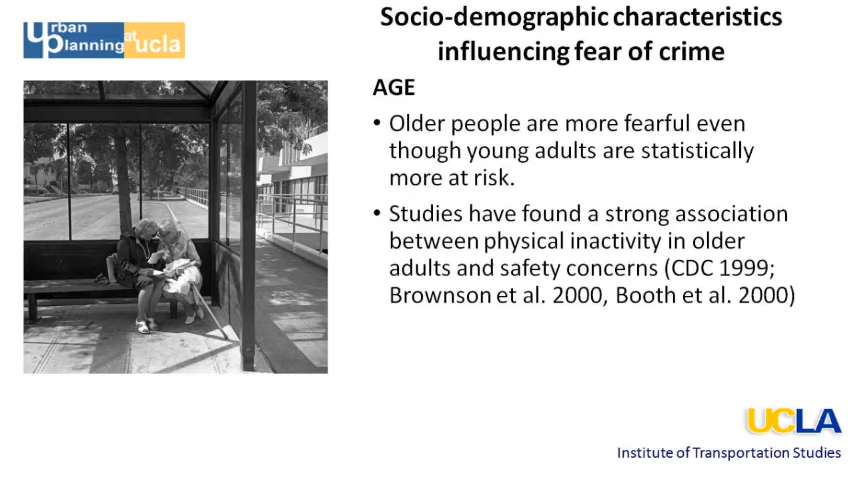 Urban
Planning at ucla
Socio-demographic characteristics
influencing fear of crime
AGE
• Older people are more fearful even
though young adults are statistically
more at risk.
• Studies have found a strong association
between physical inactivity in older
adults and safety concerns (CDC 1999;
Brownson et al. 2000, Booth et al. 2000)
UCLA
Institute of Transportation Studies